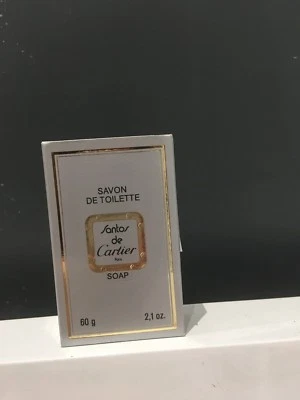 SAVON
DE TOILETTE
Santos
de
Cartier
Paris
SOAP
60 g 2,1 oz.